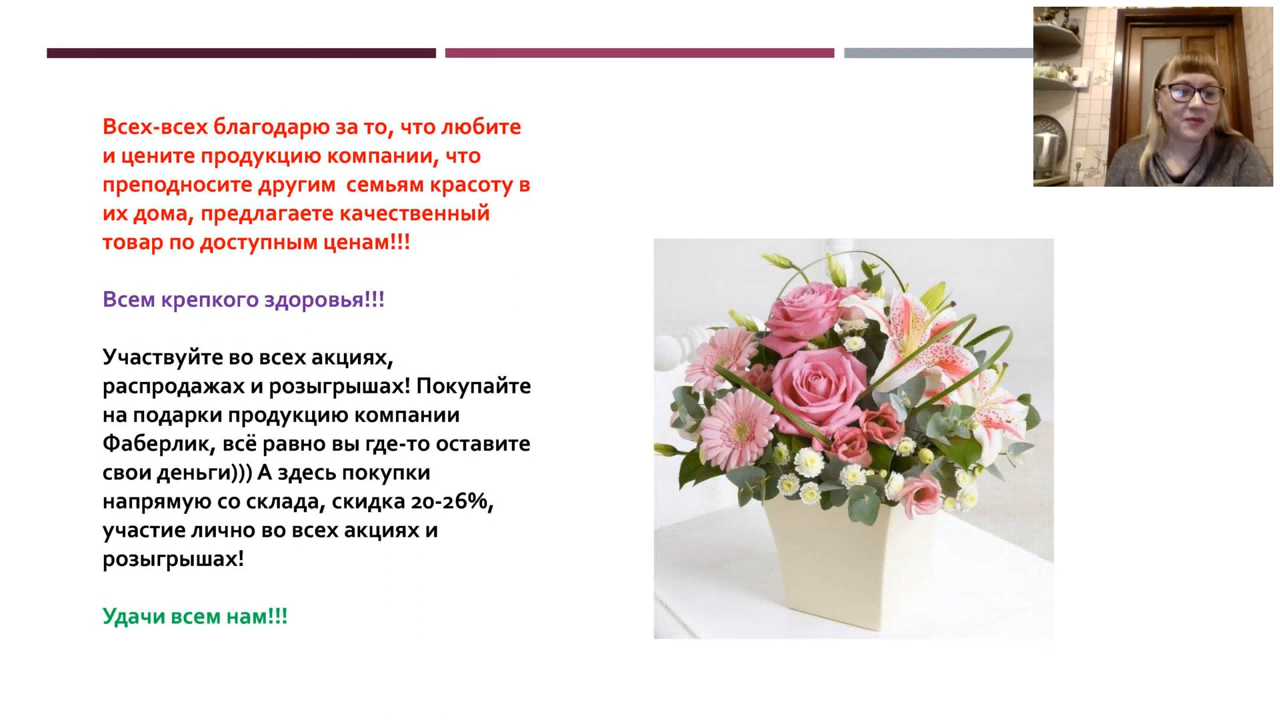 Всех-всех благодарю за то, что любите
и цените продукцию компании, что
преподносите другим  семьям красоту в
их дома, предлагаете качественный
товар по доступным ценам!!!
Всем крепкого здоровья!!!
Участвуйте во всех акциях,
распродажах и розыгрышах! Покупайте
на подарки продукцию компании
Фаберлик, всё равно вы где-то оставите
свои деньги))) А здесь покупки
напрямую со склада, скидка 20-26%,
участие лично во всех акциях и
розыгрышах!
Удачи всем нам!!!